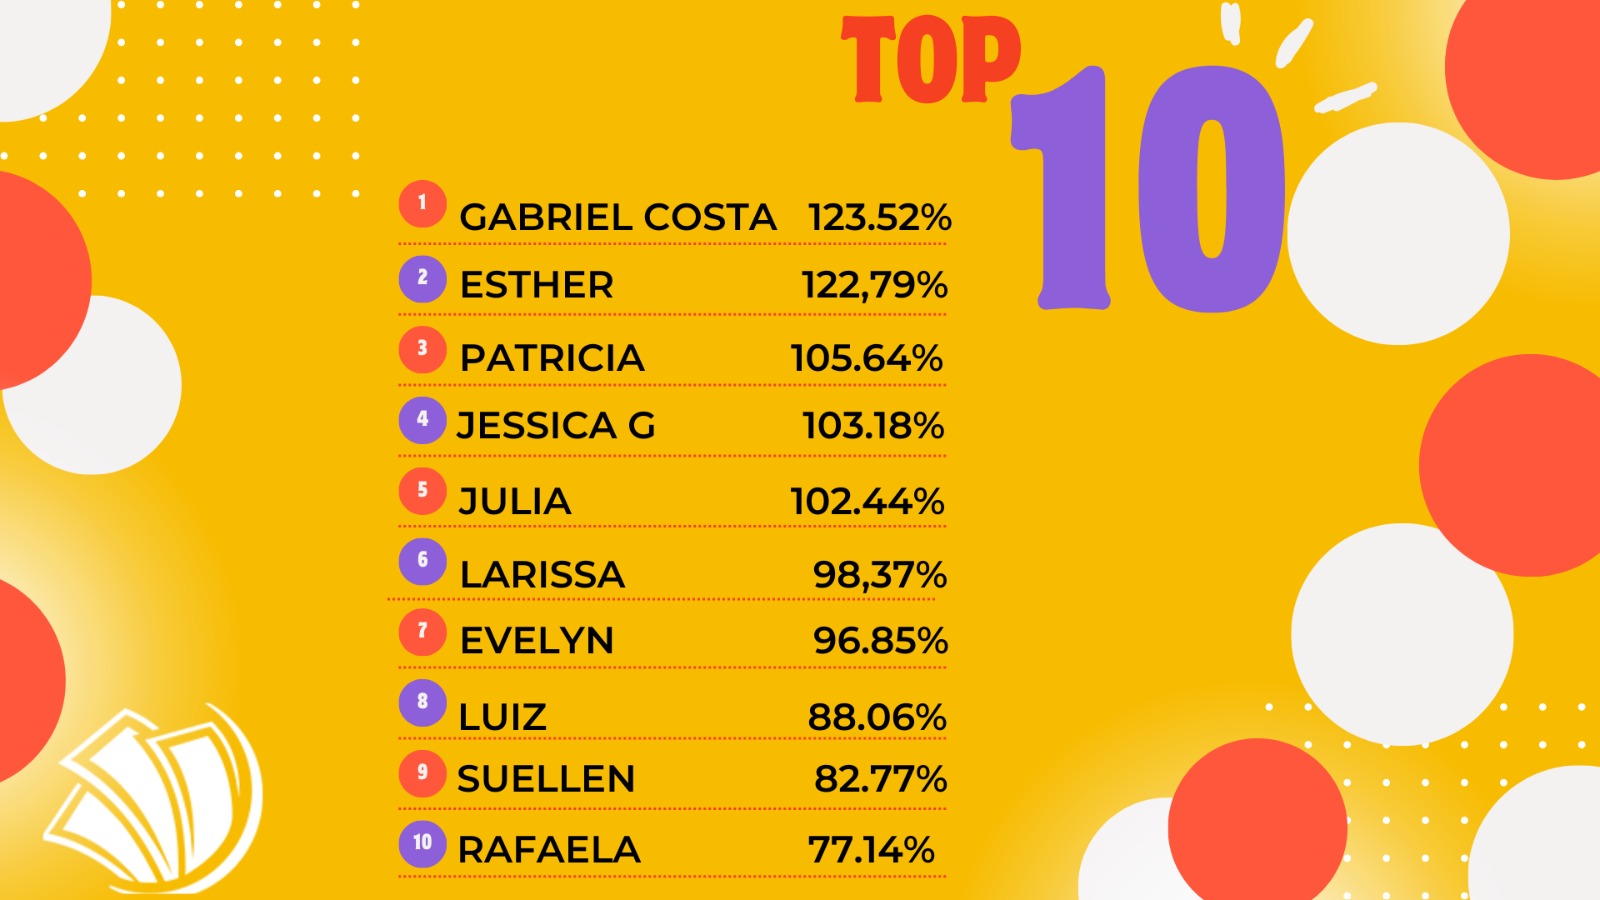 TOP
10
1 GABRIEL COSTA 123.52%
2 ESTHER 122,79%
3 PATRICIA 105.64%
4 JESSICA G 103.18%
5 JULIA 102.44%
6 LARISSA 98,37%
7 EVELYN 96.85%
8 LUIZ 88.06%
9 SUELLEN 82.77%
10 RAFAELA 77.14%